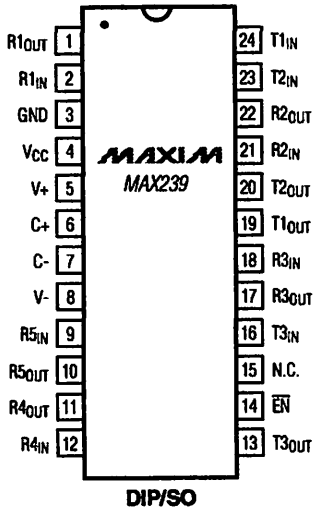 R1OUT 1 24 T1IN
R1IN 2 23 T2IN
GND 3 22 R2OUT
VCC 4 MAXIM 21 R2IN
V+ 5 MAX239 20 T2OUT
C+ 6 19 T1OUT
C- 7 18 R3IN
V- 8 17 R3OUT
R5IN 9 16 T3IN
R5OUT 10 15 N.C.
R4OUT 11 14 E̅N̅
R4IN 12 13 T3OUT
DIP/SO